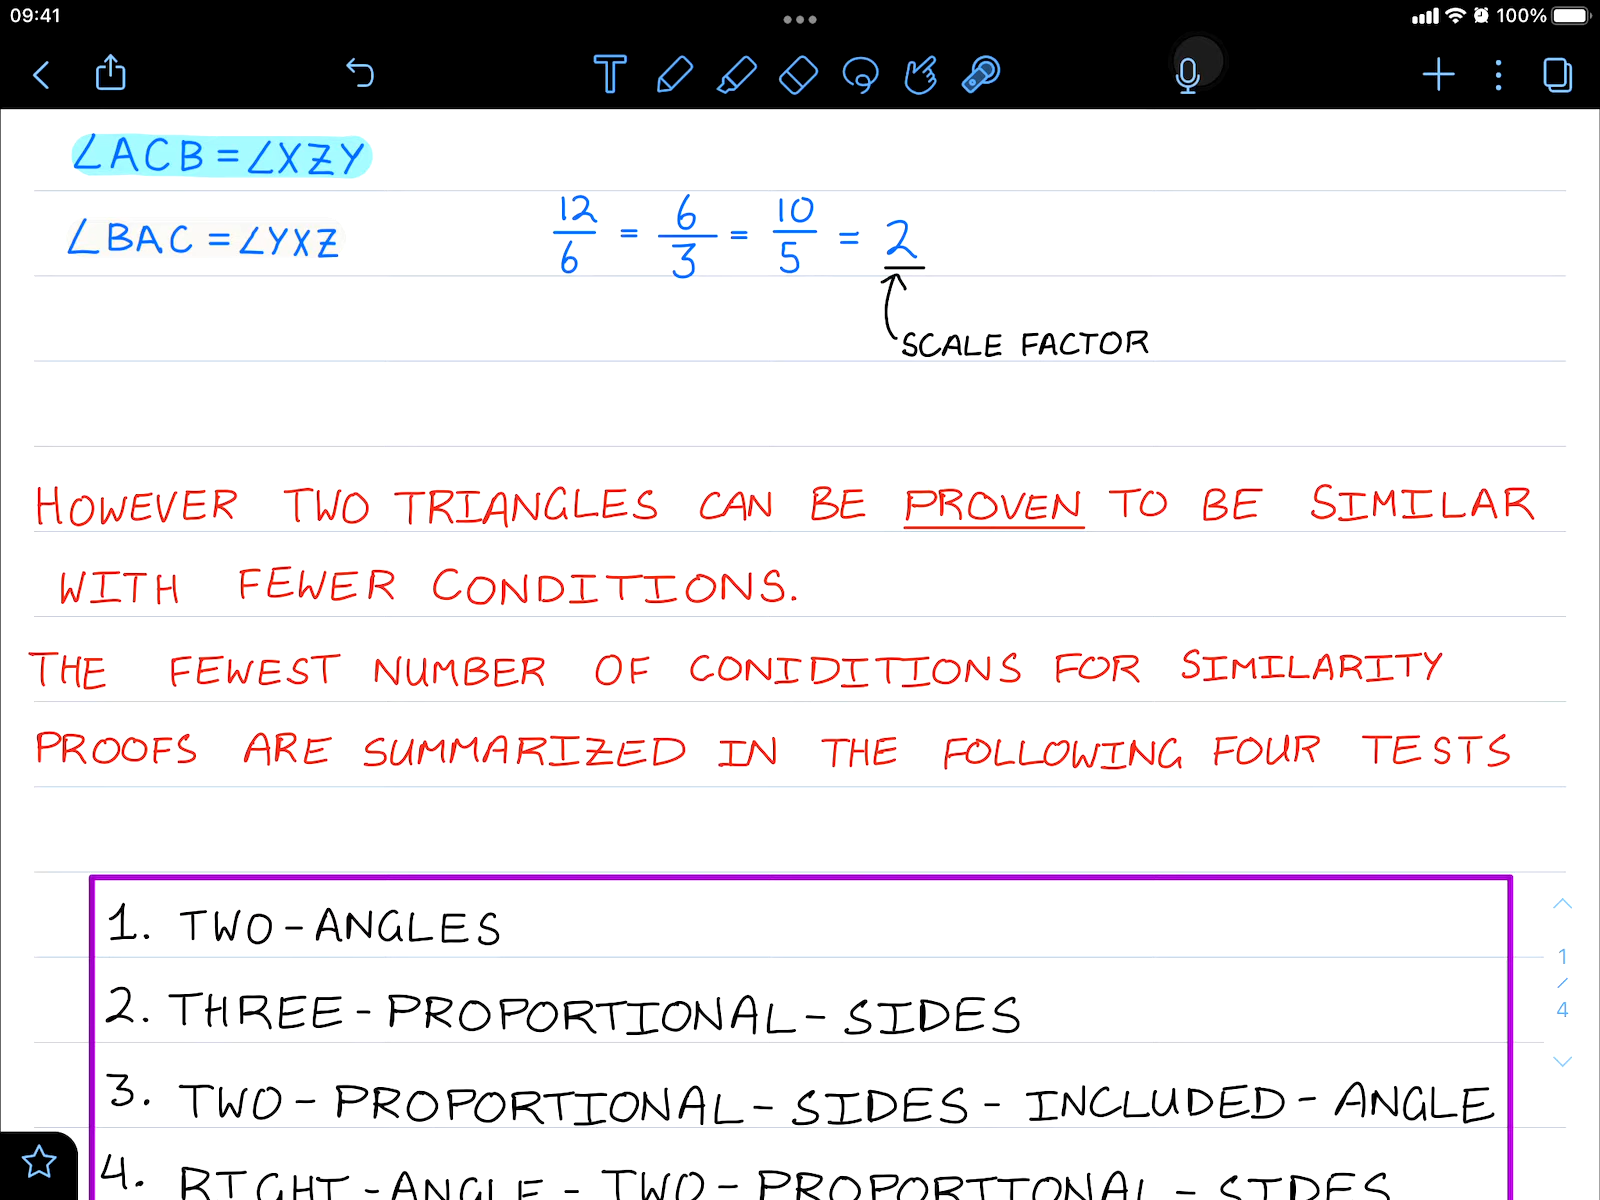 09:41
100%
∠ACB = ∠XZY
∠BAC = ∠YXZ
12/6 = 6/3 = 10/5 = 2
SCALE FACTOR
HOWEVER TWO TRIANGLES CAN BE PROVEN TO BE SIMILAR
WITH FEWER CONDITIONS.
THE FEWEST NUMBER OF CONIDITIONS FOR SIMILARITY
PROOFS ARE SUMMARIZED IN THE FOLLOWING FOUR TESTS
1. TWO-ANGLES
2. THREE-PROPORTIONAL-SIDES
3. TWO-PROPORTIONAL-SIDES-INCLUDED-ANGLE
4. RIGHT-ANGLE-TWO-PROPORTIONAL-SIDES
1/4